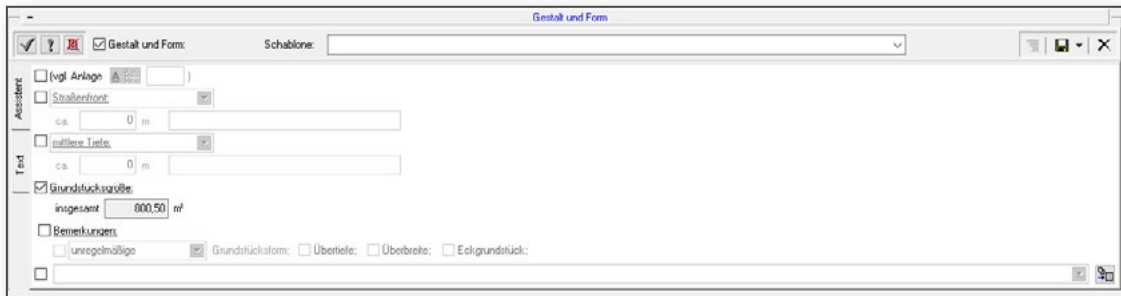 Gestalt und Form
? Gestalt und Form: Schablone:
Assistent
Text
(vgl. Anlage A )
Straßenfront:
ca. 0 m
mittlere Tiefe:
ca. 0 m
Grundstücksgröße:
insgesamt 800,50 m²
Bemerkungen:
unregelmäßige Grundstücksform; Übertiefe; Überbreite; Eckgrundstück;